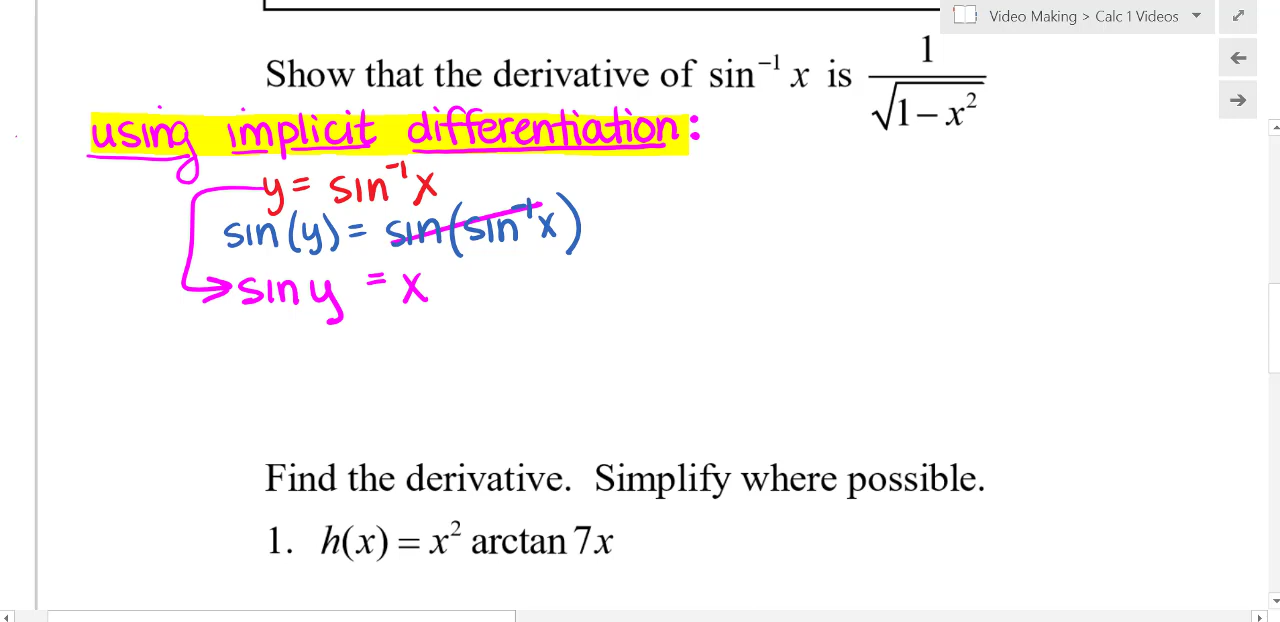 Video Making > Calc 1 Videos
Show that the derivative of sin⁻¹ x is 1/√(1 − x²)
using implicit differentiation:
y = sin⁻¹x
sin(y) = sin(sin⁻¹x)
sin y = x
Find the derivative. Simplify where possible.
1. h(x) = x² arctan 7x